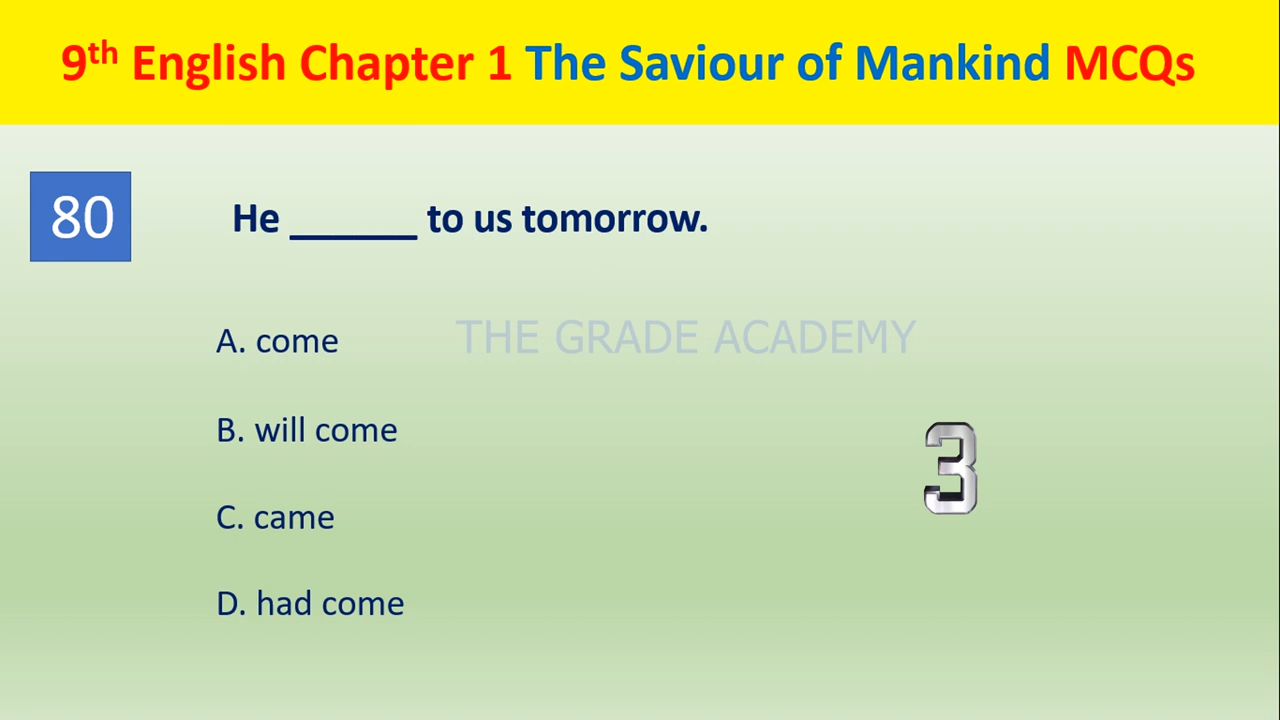 9th English Chapter 1 The Saviour of Mankind MCQs
80
He ______ to us tomorrow.
A. come
THE GRADE ACADEMY
B. will come
3
C. came
D. had come